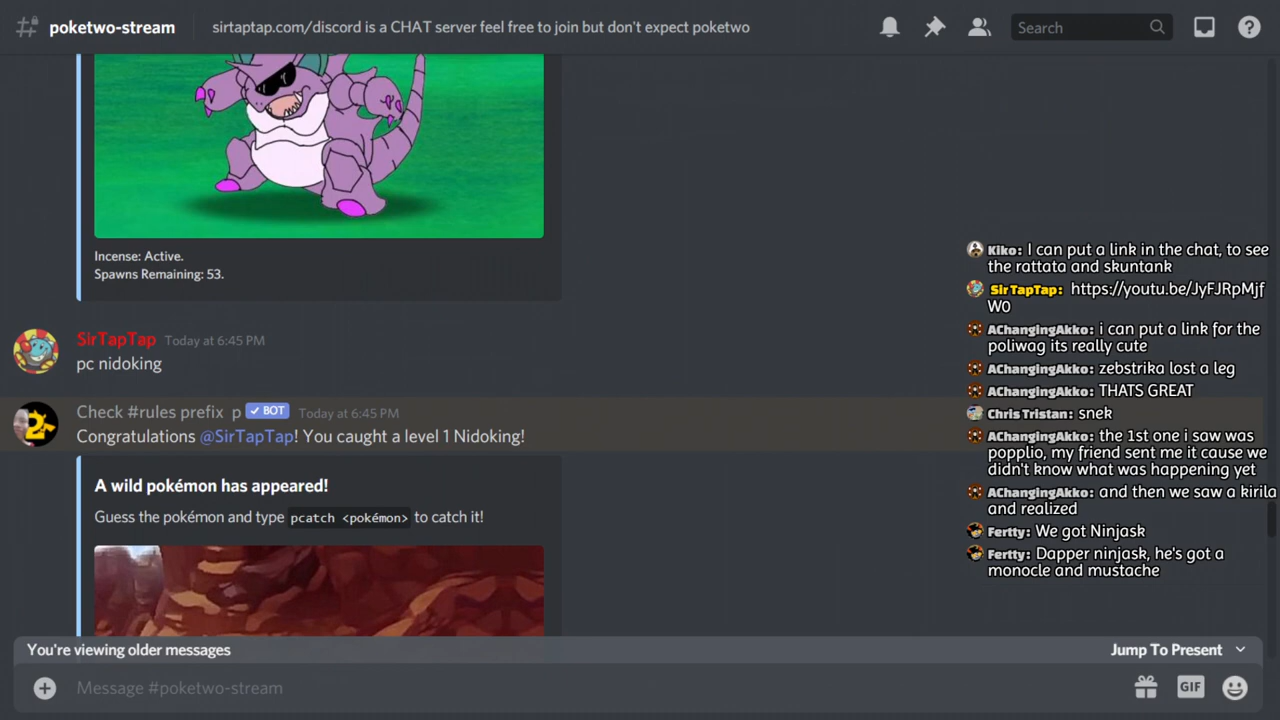 poketwo-stream
sirtaptap.com/discord is a CHAT server feel free to join but don't expect poketwo
Search
Incense: Active.
Spawns Remaining: 53.
SirTapTap Today at 6:45 PM
pc nidoking
Check #rules prefix p BOT Today at 6:45 PM
Congratulations @SirTapTap! You caught a level 1 Nidoking!
A wild pokémon has appeared!
Guess the pokémon and type pcatch <pokémon> to catch it!
You're viewing older messages
Jump To Present
Message #poketwo-stream
GIF
Kiko: I can put a link in the chat, to see
the rattata and skuntank
SirTapTap: https://youtu.be/JyFJRpMjf
W0
AChangingAkko: i can put a link for the
poliwag its really cute
AChangingAkko: zebstrika lost a leg
AChangingAkko: THATS GREAT
Chris Tristan: snek
AChangingAkko: the 1st one i saw was
popplio, my friend sent me it cause we
didn't know what was happening yet
AChangingAkko: and then we saw a kirila
and realized
Fertty: We got Ninjask
Fertty: Dapper ninjask, he's got a
monocle and mustache